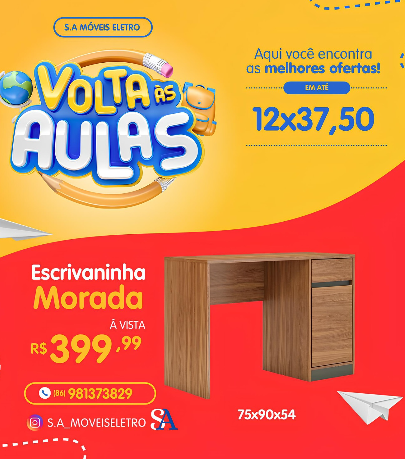 S.A MÓVEIS ELETRO
VOLTA ÀS
AULAS
Aqui você encontra
as melhores ofertas!
EM ATÉ
12x37,50
Escrivaninha
Morada
À VISTA
R$ 399,99
(86) 981373829
S.A_MOVEISELETRO SA
75x90x54